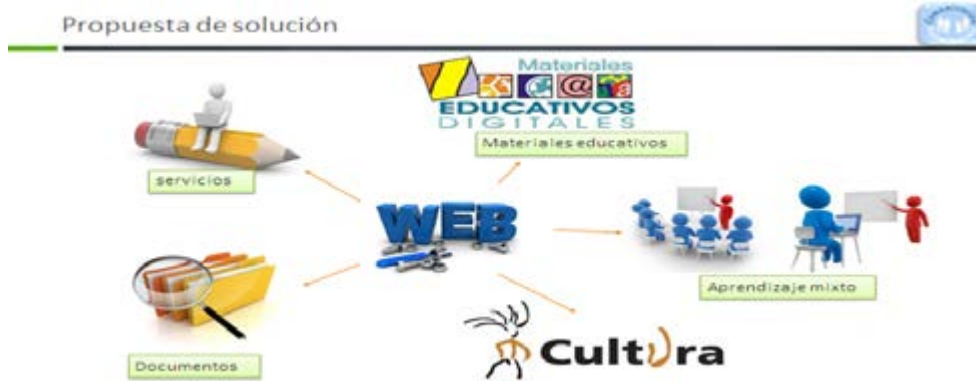 Propuesta de solución
Materiales
EDUCATIVOS
DIGITALES
Materiales educativos
servicios
WEB
Aprendizaje mixto
Cultura
Documentos